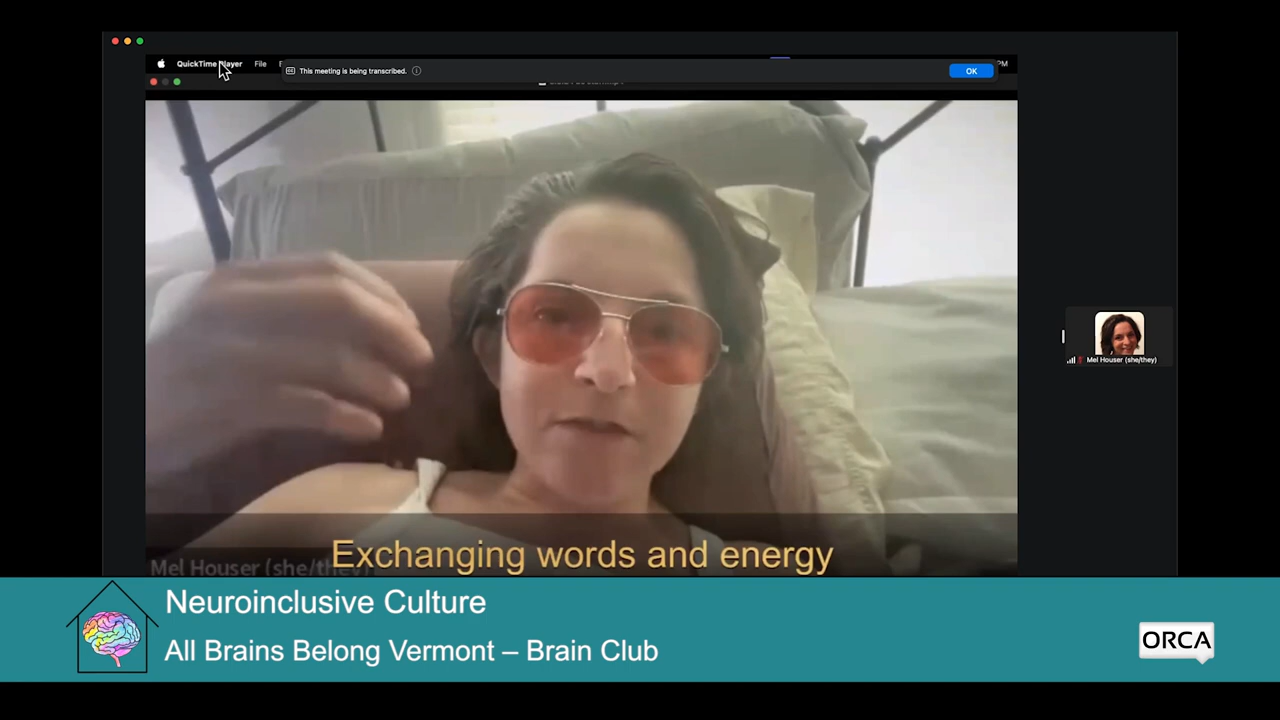 QuickTime Player File
This meeting is being transcribed.
OK
PM
Mel Houser (she/they)
Exchanging words and energy
Mel Houser (she/they)
Neuroinclusive Culture
All Brains Belong Vermont – Brain Club
ORCA